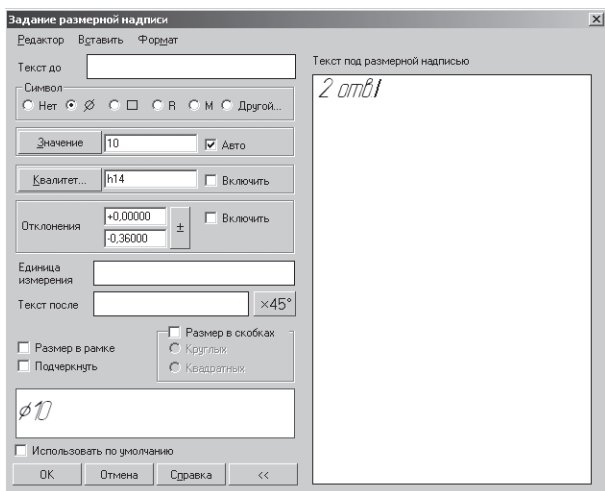 Задание размерной надписи
Редактор Вставить Формат
Текст до
Символ
Нет ø □ R M Другой...
Значение 10 Авто
Квалитет... h14 Включить
Отклонения +0,00000 ± Включить
-0,36000
Единица
измерения
Текст после ×45°
Размер в скобках
Размер в рамке Круглых
Подчеркнуть Квадратных
ø10
Использовать по умолчанию
OK Отмена Справка <<
Текст под размерной надписью
2 отв